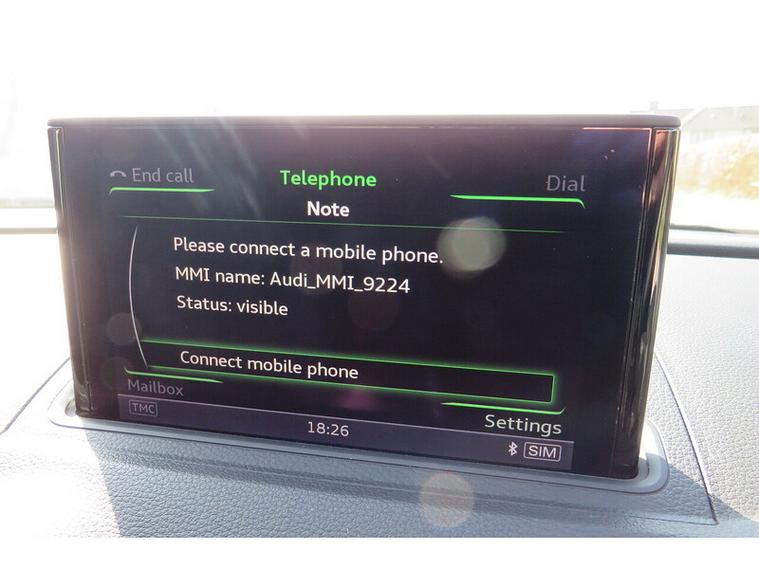 End call
Telephone
Dial
Note
Please connect a mobile phone.
MMI name: Audi_MMI_9224
Status: visible
Connect mobile phone
Mailbox
Settings
TMC
18:26
SIM